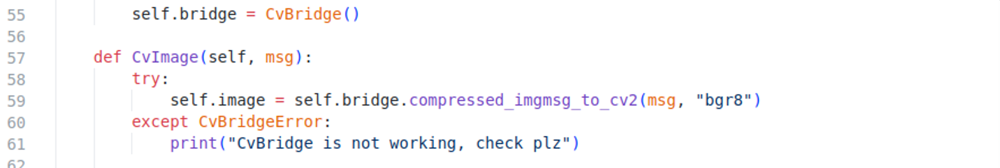 55 self.bridge = CvBridge()
56
57 def CvImage(self, msg):
58 try:
59 self.image = self.bridge.compressed_imgmsg_to_cv2(msg, "bgr8")
60 except CvBridgeError:
61 print("CvBridge is not working, check plz")
62